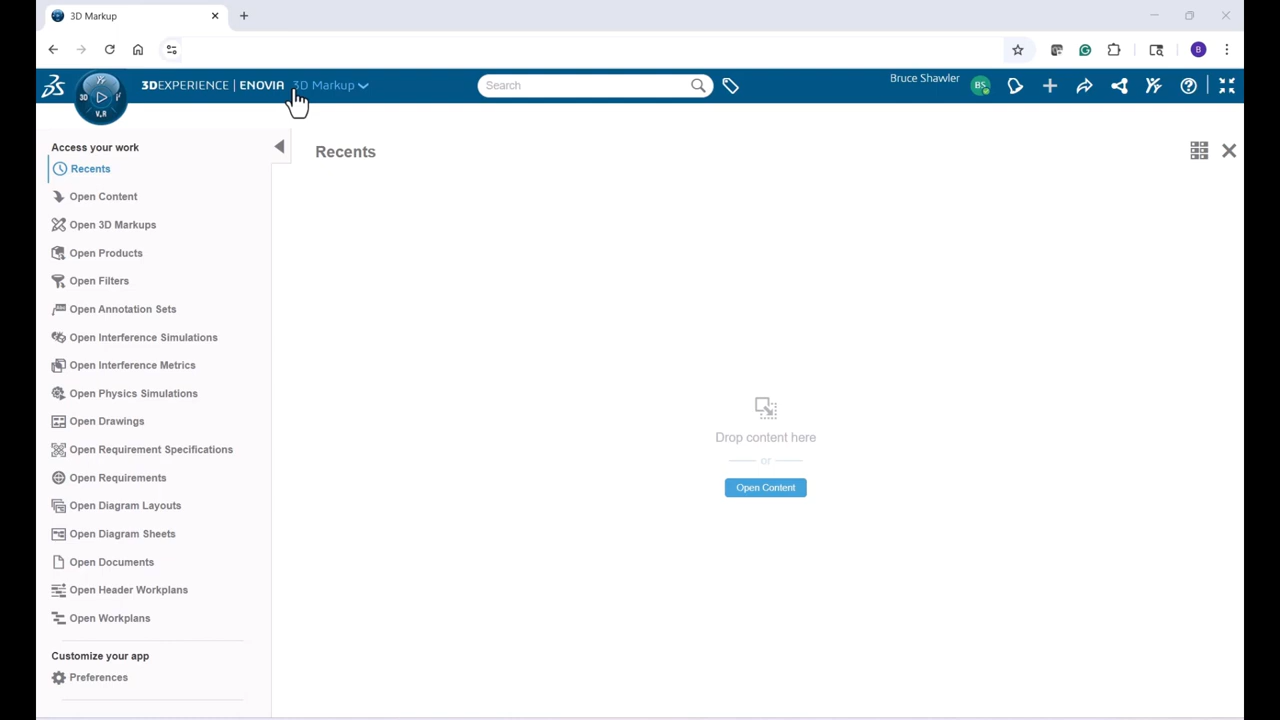 3D Markup
3DEXPERIENCE | ENOVIA 3D Markup
Search
Bruce Shawler
BS
3D
V,R
Access your work
Recents
Open Content
Open 3D Markups
Open Products
Open Filters
Open Annotation Sets
Open Interference Simulations
Open Interference Metrics
Open Physics Simulations
Open Drawings
Open Requirement Specifications
Open Requirements
Open Diagram Layouts
Open Diagram Sheets
Open Documents
Open Header Workplans
Open Workplans
Customize your app
Preferences
Recents
Drop content here
or
Open Content
B